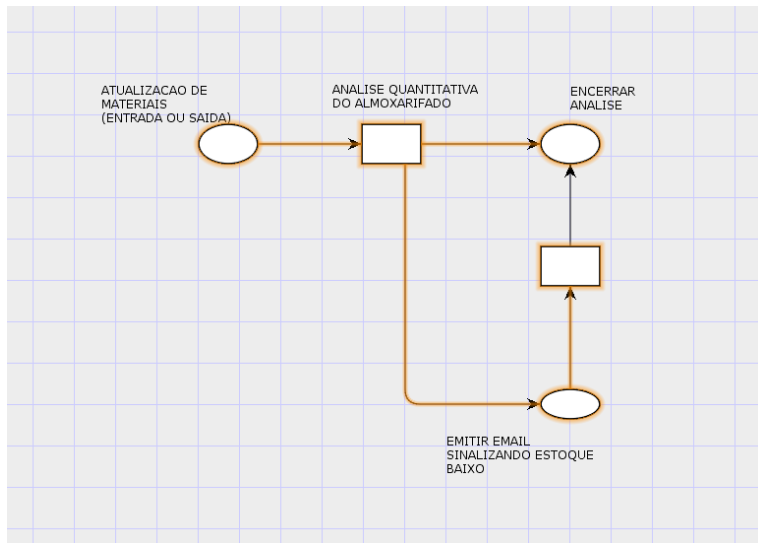 ATUALIZACAO DE
MATERIAIS
(ENTRADA OU SAIDA)
ANALISE QUANTITATIVA
DO ALMOXARIFADO
ENCERRAR
ANALISE
EMITIR EMAIL
SINALIZANDO ESTOQUE
BAIXO